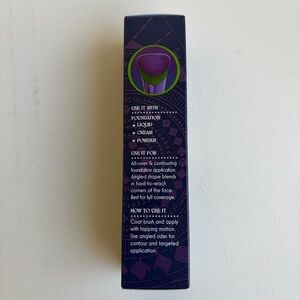 USE IT WITH
FOUNDATION:
+ LIQUID
+ CREAM
+ POWDER
USE IT FOR
All-over & contouring
foundation application.
Angled shape blends
in hard-to-reach
corners of the face.
Best for full coverage.
HOW TO USE IT
Coat brush and apply
with tapping motion.
Use angled sides for
contour and targeted
application.